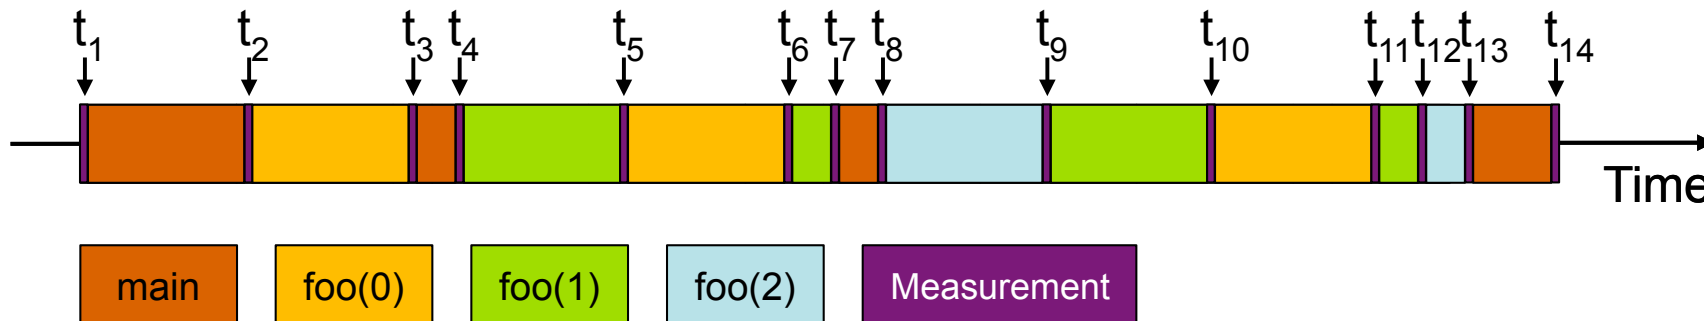 t₁ t₂ t₃ t₄ t₅ t₆ t₇ t₈ t₉ t₁₀ t₁₁ t₁₂ t₁₃ t₁₄
Time
main foo(0) foo(1) foo(2) Measurement